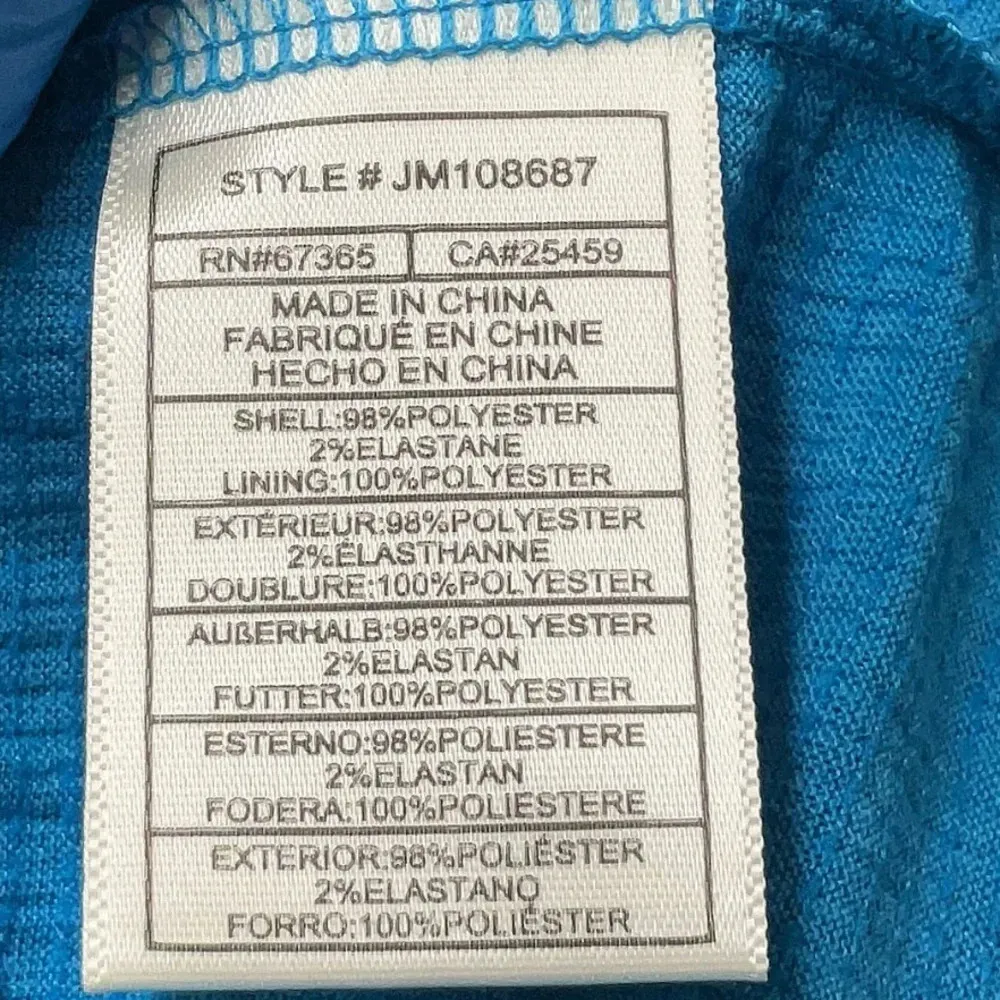 STYLE # JM108687
RN#67365 CA#25459
MADE IN CHINA
FABRIQUÉ EN CHINE
HECHO EN CHINA
SHELL:98%POLYESTER
2%ELASTANE
LINING:100%POLYESTER
EXTÉRIEUR:98%POLYESTER
2%ÉLASTHANNE
DOUBLURE:100%POLYESTER
AUßERHALB:98%POLYESTER
2%ELASTAN
FUTTER:100%POLYESTER
ESTERNO:98%POLIESTERE
2%ELASTAN
FODERA:100%POLIESTERE
EXTERIOR:98%POLIÉSTER
2%ELASTANO
FORRO:100%POLIÉSTER